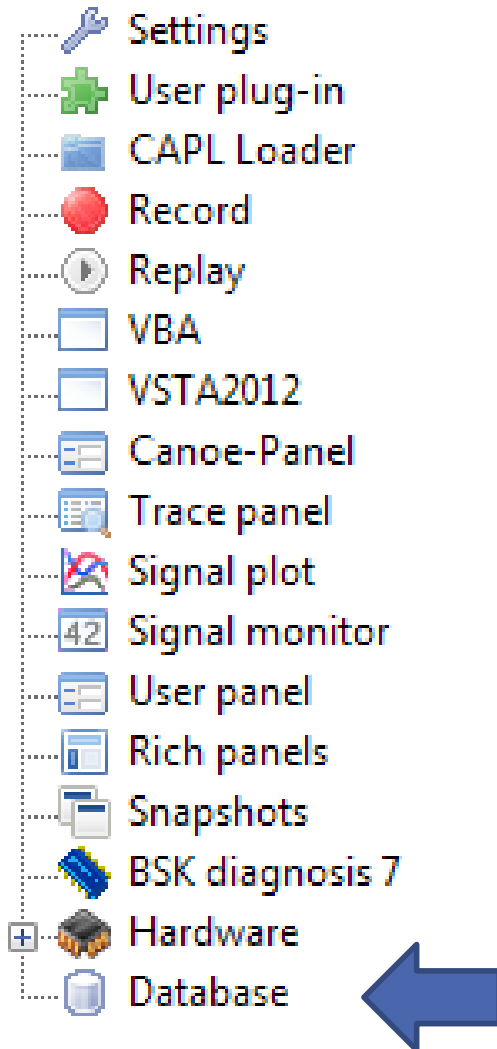 Settings
User plug-in
CAPL Loader
Record
Replay
VBA
VSTA2012
Canoe-Panel
Trace panel
Signal plot
42 Signal monitor
User panel
Rich panels
Snapshots
BSK diagnosis 7
Hardware
Database